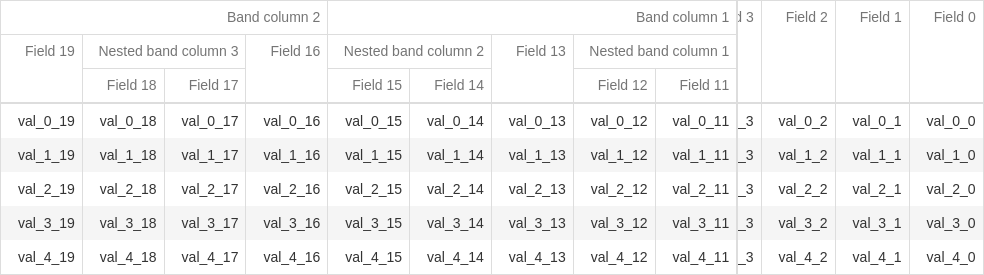 Band column 2 Band column 1 3 Field 2 Field 1 Field 0
Field 19 Nested band column 3 Field 16 Nested band column 2 Field 13 Nested band column 1
Field 18 Field 17 Field 15 Field 14 Field 12 Field 11
val_0_19 val_0_18 val_0_17 val_0_16 val_0_15 val_0_14 val_0_13 val_0_12 val_0_11 _3 val_0_2 val_0_1 val_0_0
val_1_19 val_1_18 val_1_17 val_1_16 val_1_15 val_1_14 val_1_13 val_1_12 val_1_11 _3 val_1_2 val_1_1 val_1_0
val_2_19 val_2_18 val_2_17 val_2_16 val_2_15 val_2_14 val_2_13 val_2_12 val_2_11 _3 val_2_2 val_2_1 val_2_0
val_3_19 val_3_18 val_3_17 val_3_16 val_3_15 val_3_14 val_3_13 val_3_12 val_3_11 _3 val_3_2 val_3_1 val_3_0
val_4_19 val_4_18 val_4_17 val_4_16 val_4_15 val_4_14 val_4_13 val_4_12 val_4_11 _3 val_4_2 val_4_1 val_4_0